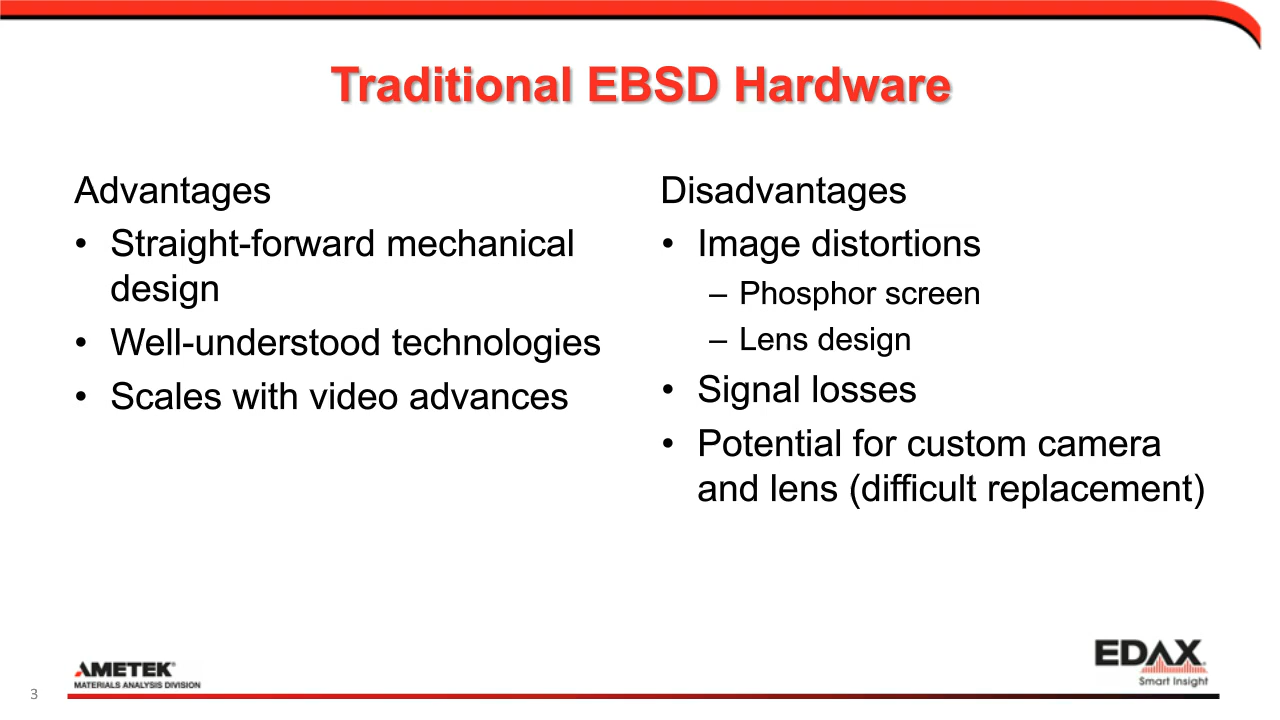 Traditional EBSD Hardware
Advantages
• Straight-forward mechanical
design
• Well-understood technologies
• Scales with video advances
Disadvantages
• Image distortions
– Phosphor screen
– Lens design
• Signal losses
• Potential for custom camera
and lens (difficult replacement)
3
AMETEK®
MATERIALS ANALYSIS DIVISION
EDAX
Smart Insight